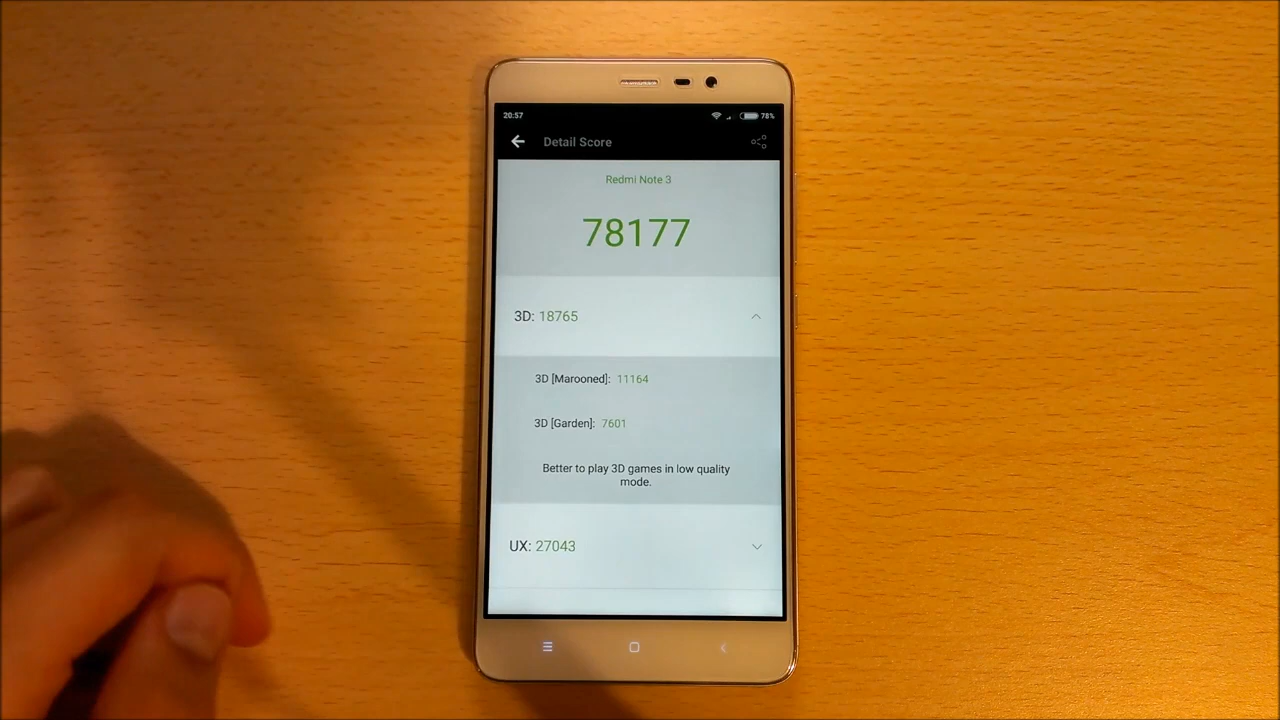 20:57 78%
Detail Score
Redmi Note 3
78177
3D: 18765
3D [Marooned]: 11164
3D [Garden]: 7601
Better to play 3D games in low quality
mode.
UX: 27043